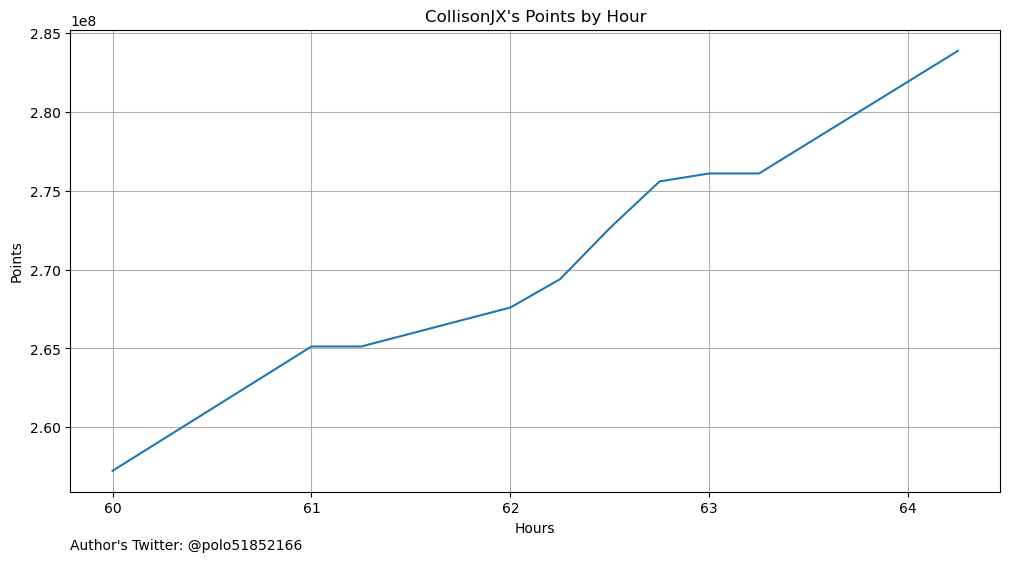 CollisonJX's Points by Hour
1e8
2.85
2.80
2.75
2.70
2.65
2.60
Points
60 61 62 63 64
Hours
Author's Twitter: @polo51852166